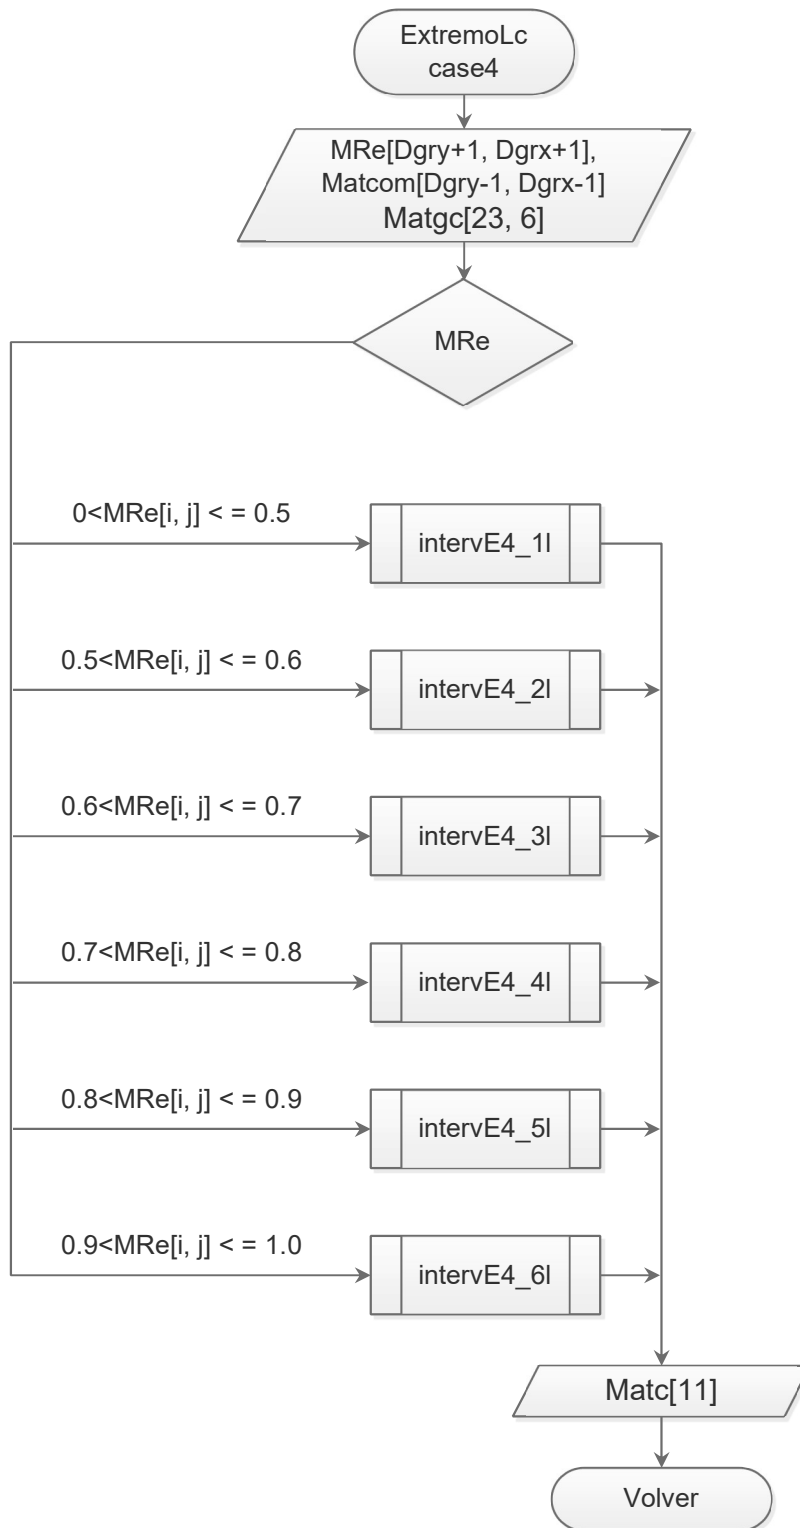 ExtremoLc
case4
MRe[Dgry+1, Dgrx+1],
Matcom[Dgry-1, Dgrx-1]
Matgc[23, 6]
MRe
0<MRe[i, j] < = 0.5
intervE4_1l
0.5<MRe[i, j] < = 0.6
intervE4_2l
0.6<MRe[i, j] < = 0.7
intervE4_3l
0.7<MRe[i, j] < = 0.8
intervE4_4l
0.8<MRe[i, j] < = 0.9
intervE4_5l
0.9<MRe[i, j] < = 1.0
intervE4_6l
Matc[11]
Volver